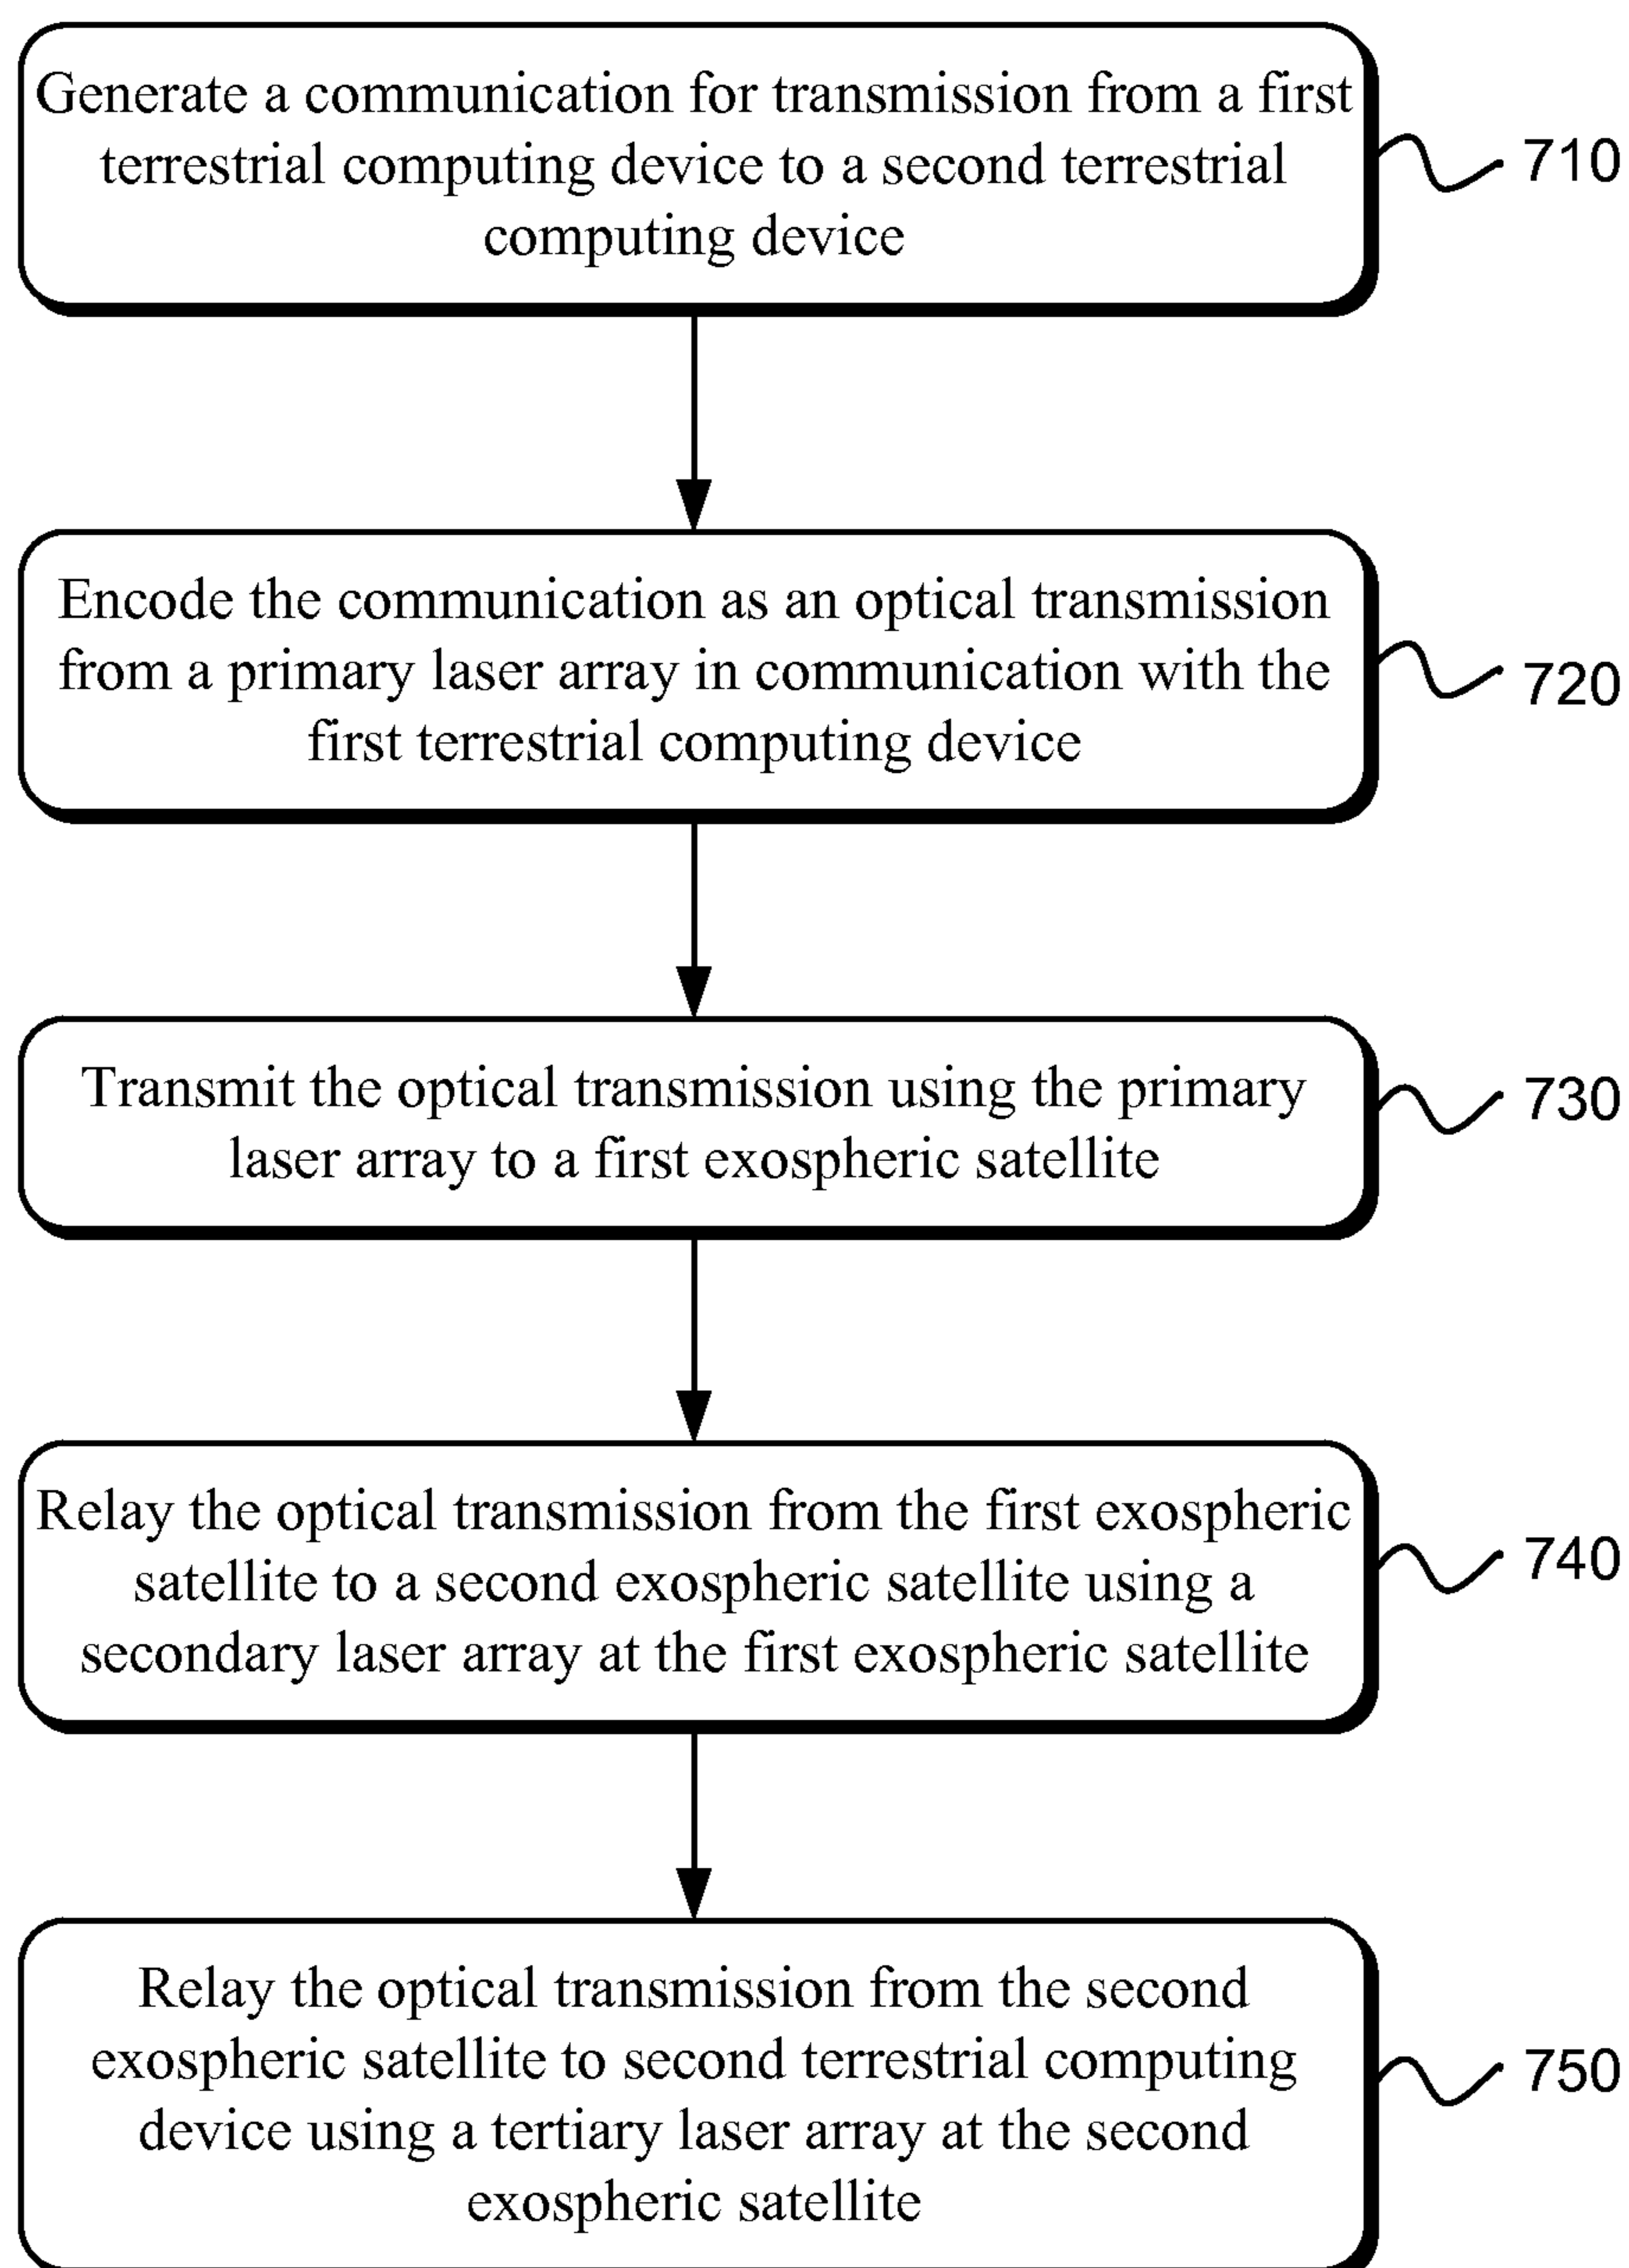 Generate a communication for transmission from a first
terrestrial computing device to a second terrestrial
computing device
710
Encode the communication as an optical transmission
from a primary laser array in communication with the
first terrestrial computing device
720
Transmit the optical transmission using the primary
laser array to a first exospheric satellite
730
Relay the optical transmission from the first exospheric
satellite to a second exospheric satellite using a
secondary laser array at the first exospheric satellite
740
Relay the optical transmission from the second
exospheric satellite to second terrestrial computing
device using a tertiary laser array at the second
exospheric satellite
750